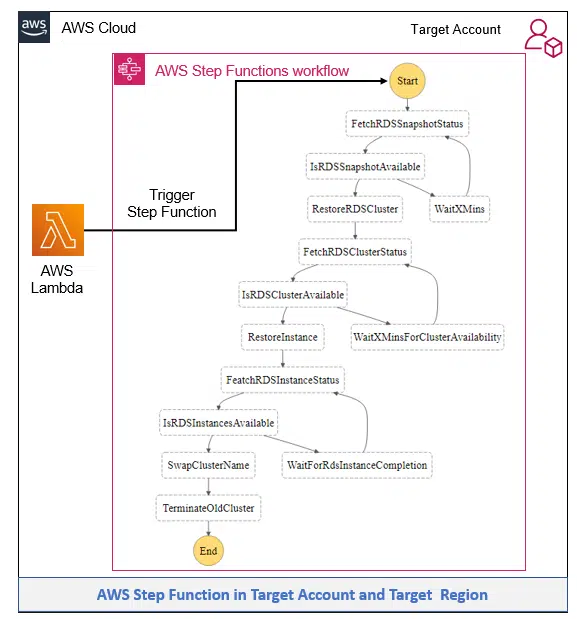 aws
AWS Cloud
Target Account
AWS Step Functions workflow
Start
FetchRDSSnapshotStatus
IsRDSSnapshotAvailable
RestoreRDSCluster
WaitXMins
Trigger
Step Function
AWS
Lambda
FetchRDSClusterStatus
IsRDSClusterAvailable
RestoreInstance
WaitXMinsForClusterAvailability
FeatchRDSInstanceStatus
IsRDSInstancesAvailable
SwapClusterName
WaitForRdsInstanceCompletion
TerminateOldCluster
End
AWS Step Function in Target Account and Target Region